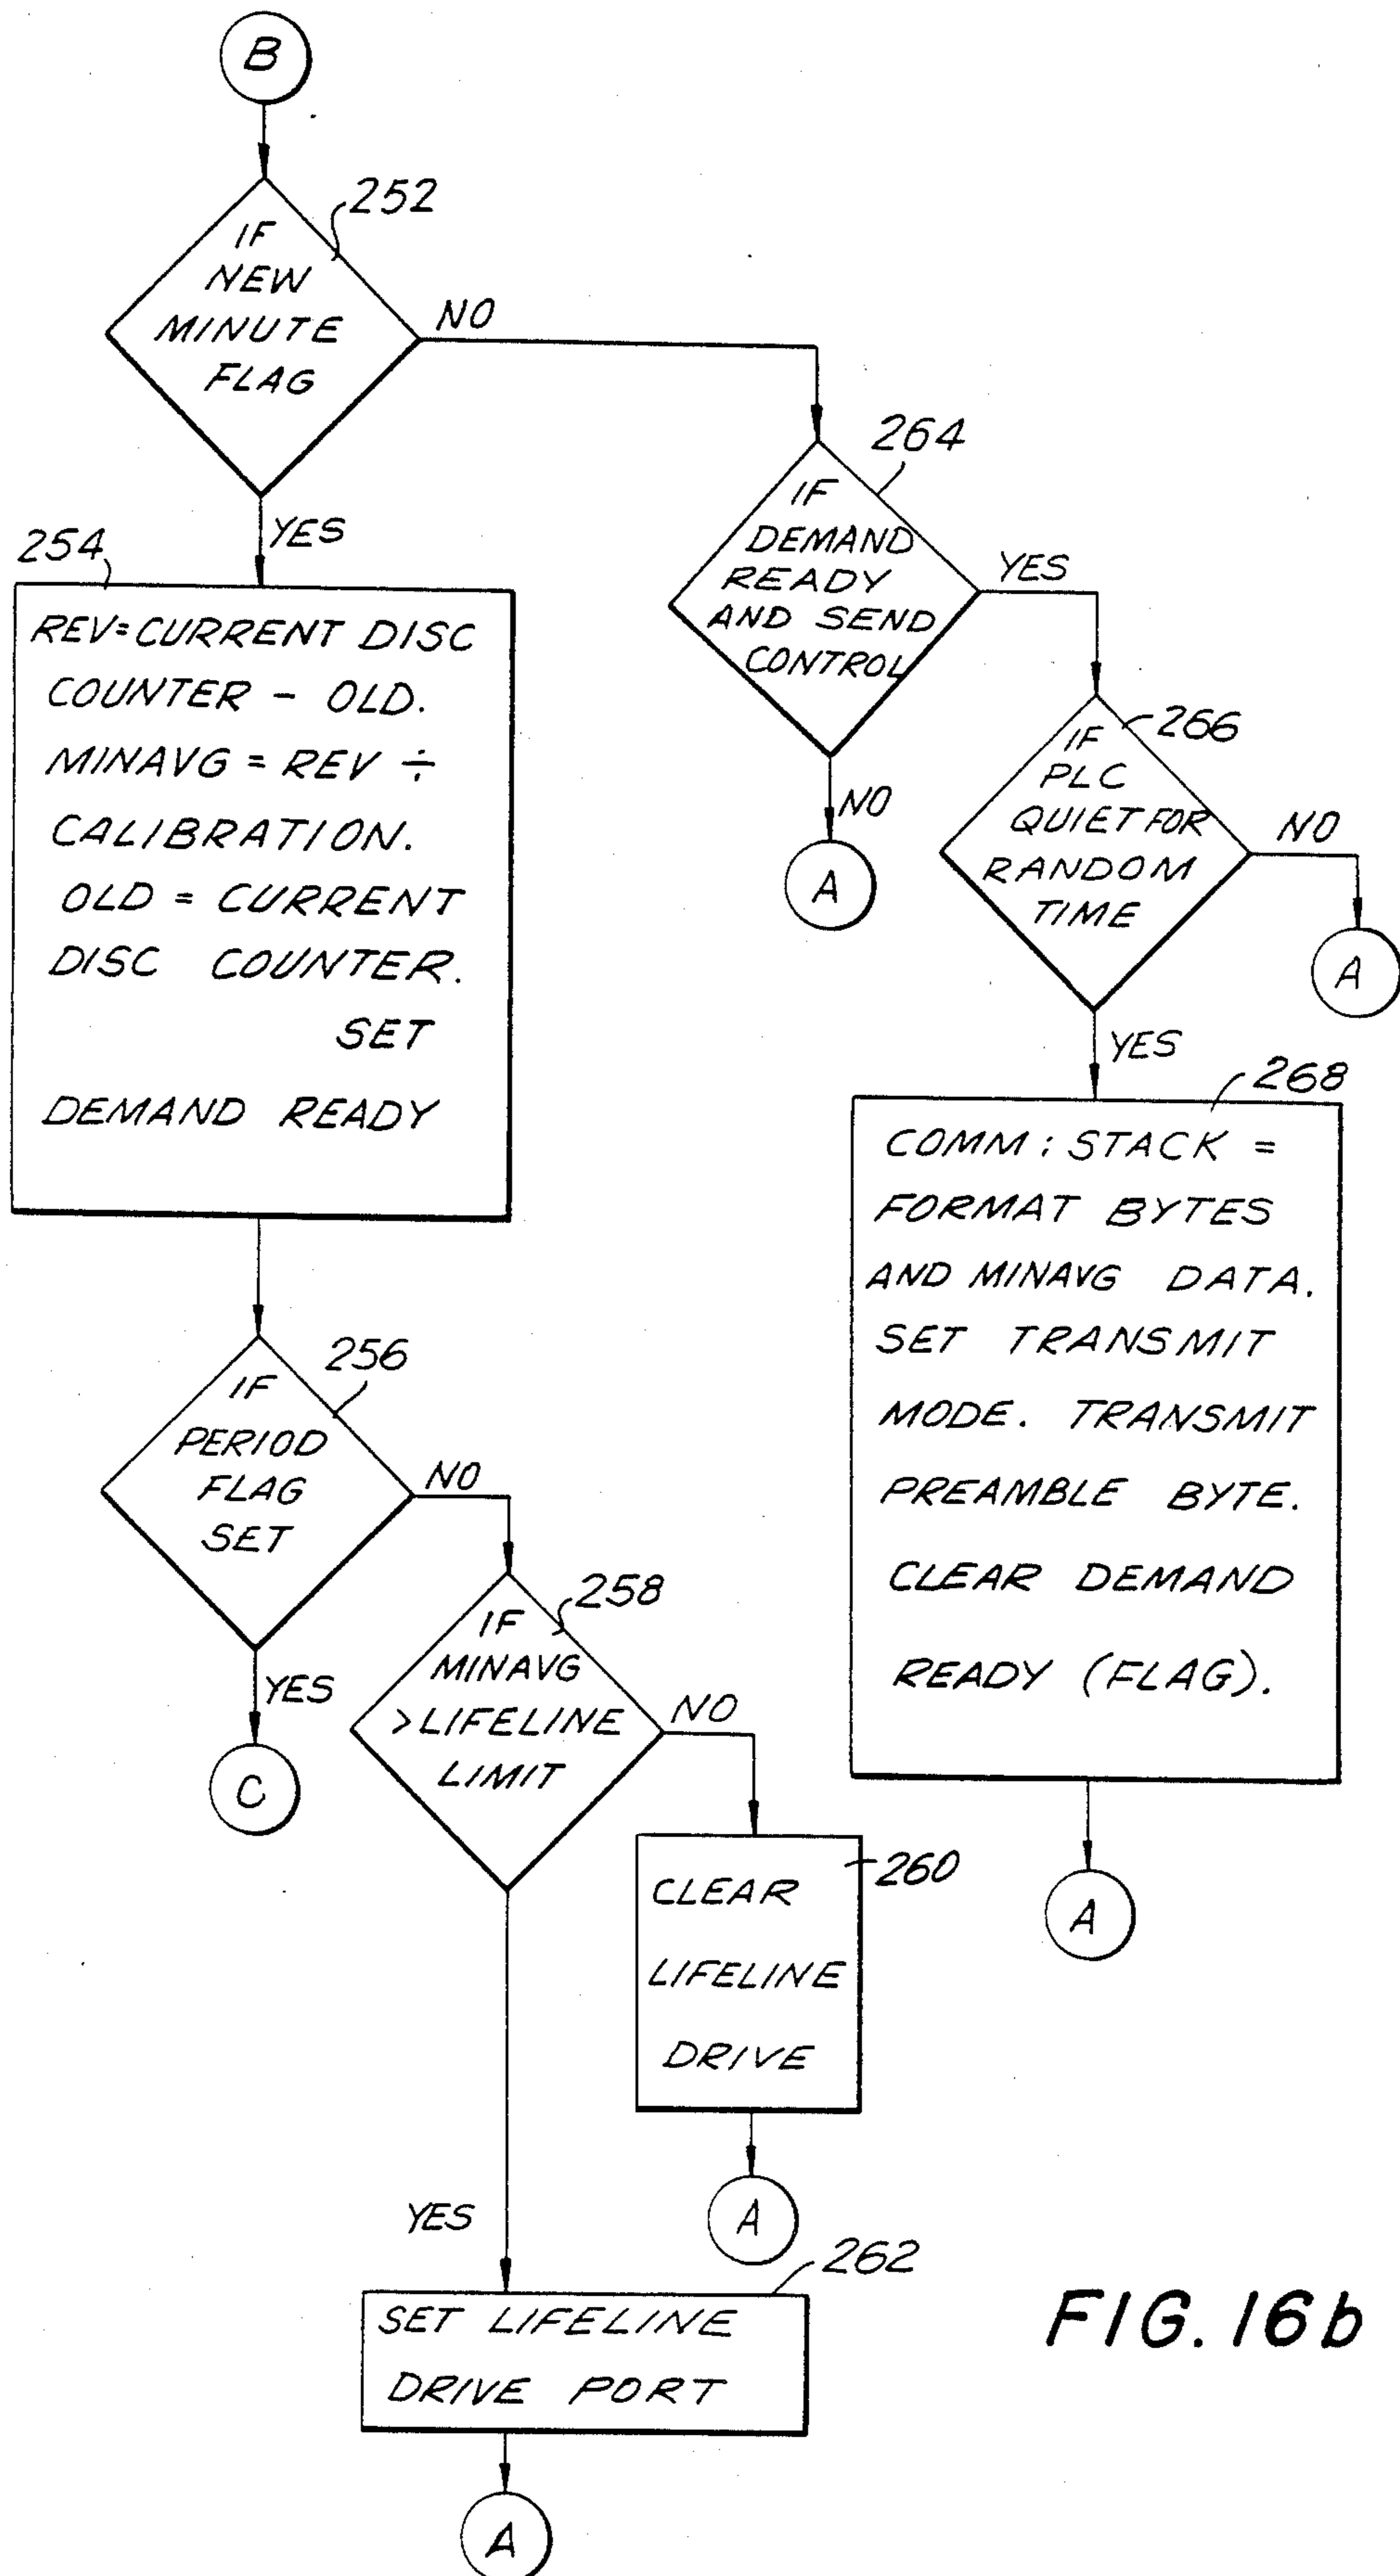 B
252
IF
NEW
MINUTE
FLAG
NO
YES
254
REV=CURRENT DISC
COUNTER - OLD.
MINAVG = REV ÷
CALIBRATION.
OLD = CURRENT
DISC COUNTER.
SET
DEMAND READY
256
IF
PERIOD
FLAG
SET
NO
YES
C
258
IF
MINAVG
>LIFELINE
LIMIT
NO
260
CLEAR
LIFELINE
DRIVE
A
YES
262
SET LIFELINE
DRIVE PORT
A
264
IF
DEMAND
READY
AND SEND
CONTROL
YES
NO
A
266
IF
PLC
QUIET FOR
RANDOM
TIME
NO
A
YES
268
COMM: STACK =
FORMAT BYTES
AND MINAVG DATA.
SET TRANSMIT
MODE. TRANSMIT
PREAMBLE BYTE.
CLEAR DEMAND
READY (FLAG).
A
FIG. 16b